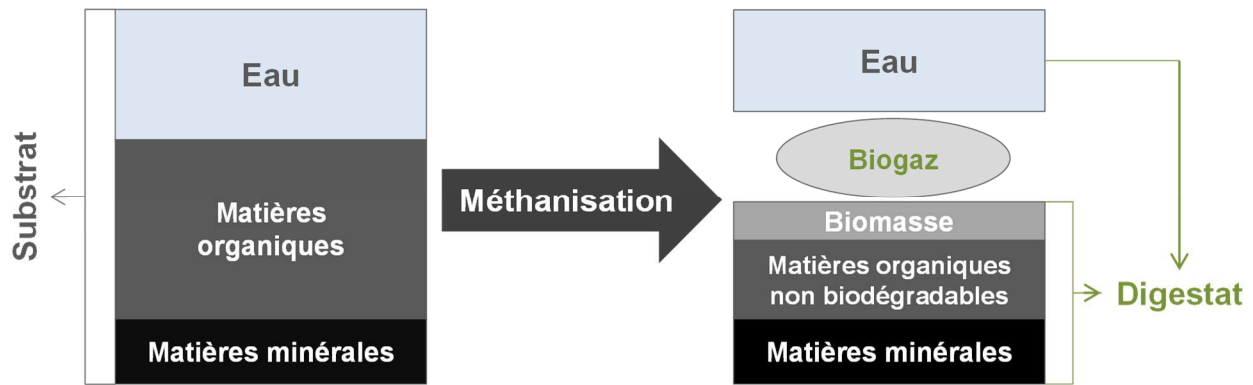 Substrat
Eau
Matières
organiques
Matières minérales
Méthanisation
Eau
Biogaz
Biomasse
Matières organiques
non biodégradables
Matières minérales
Digestat